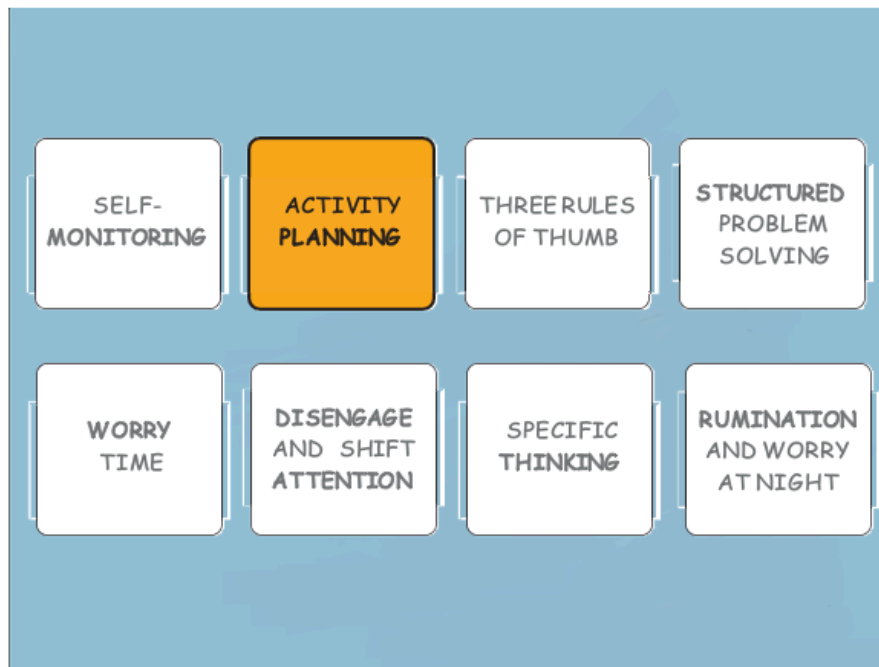 SELF-
MONITORING
ACTIVITY
PLANNING
THREE RULES
OF THUMB
STRUCTURED
PROBLEM
SOLVING
WORRY
TIME
DISENGAGE
AND SHIFT
ATTENTION
SPECIFIC
THINKING
RUMINATION
AND WORRY
AT NIGHT